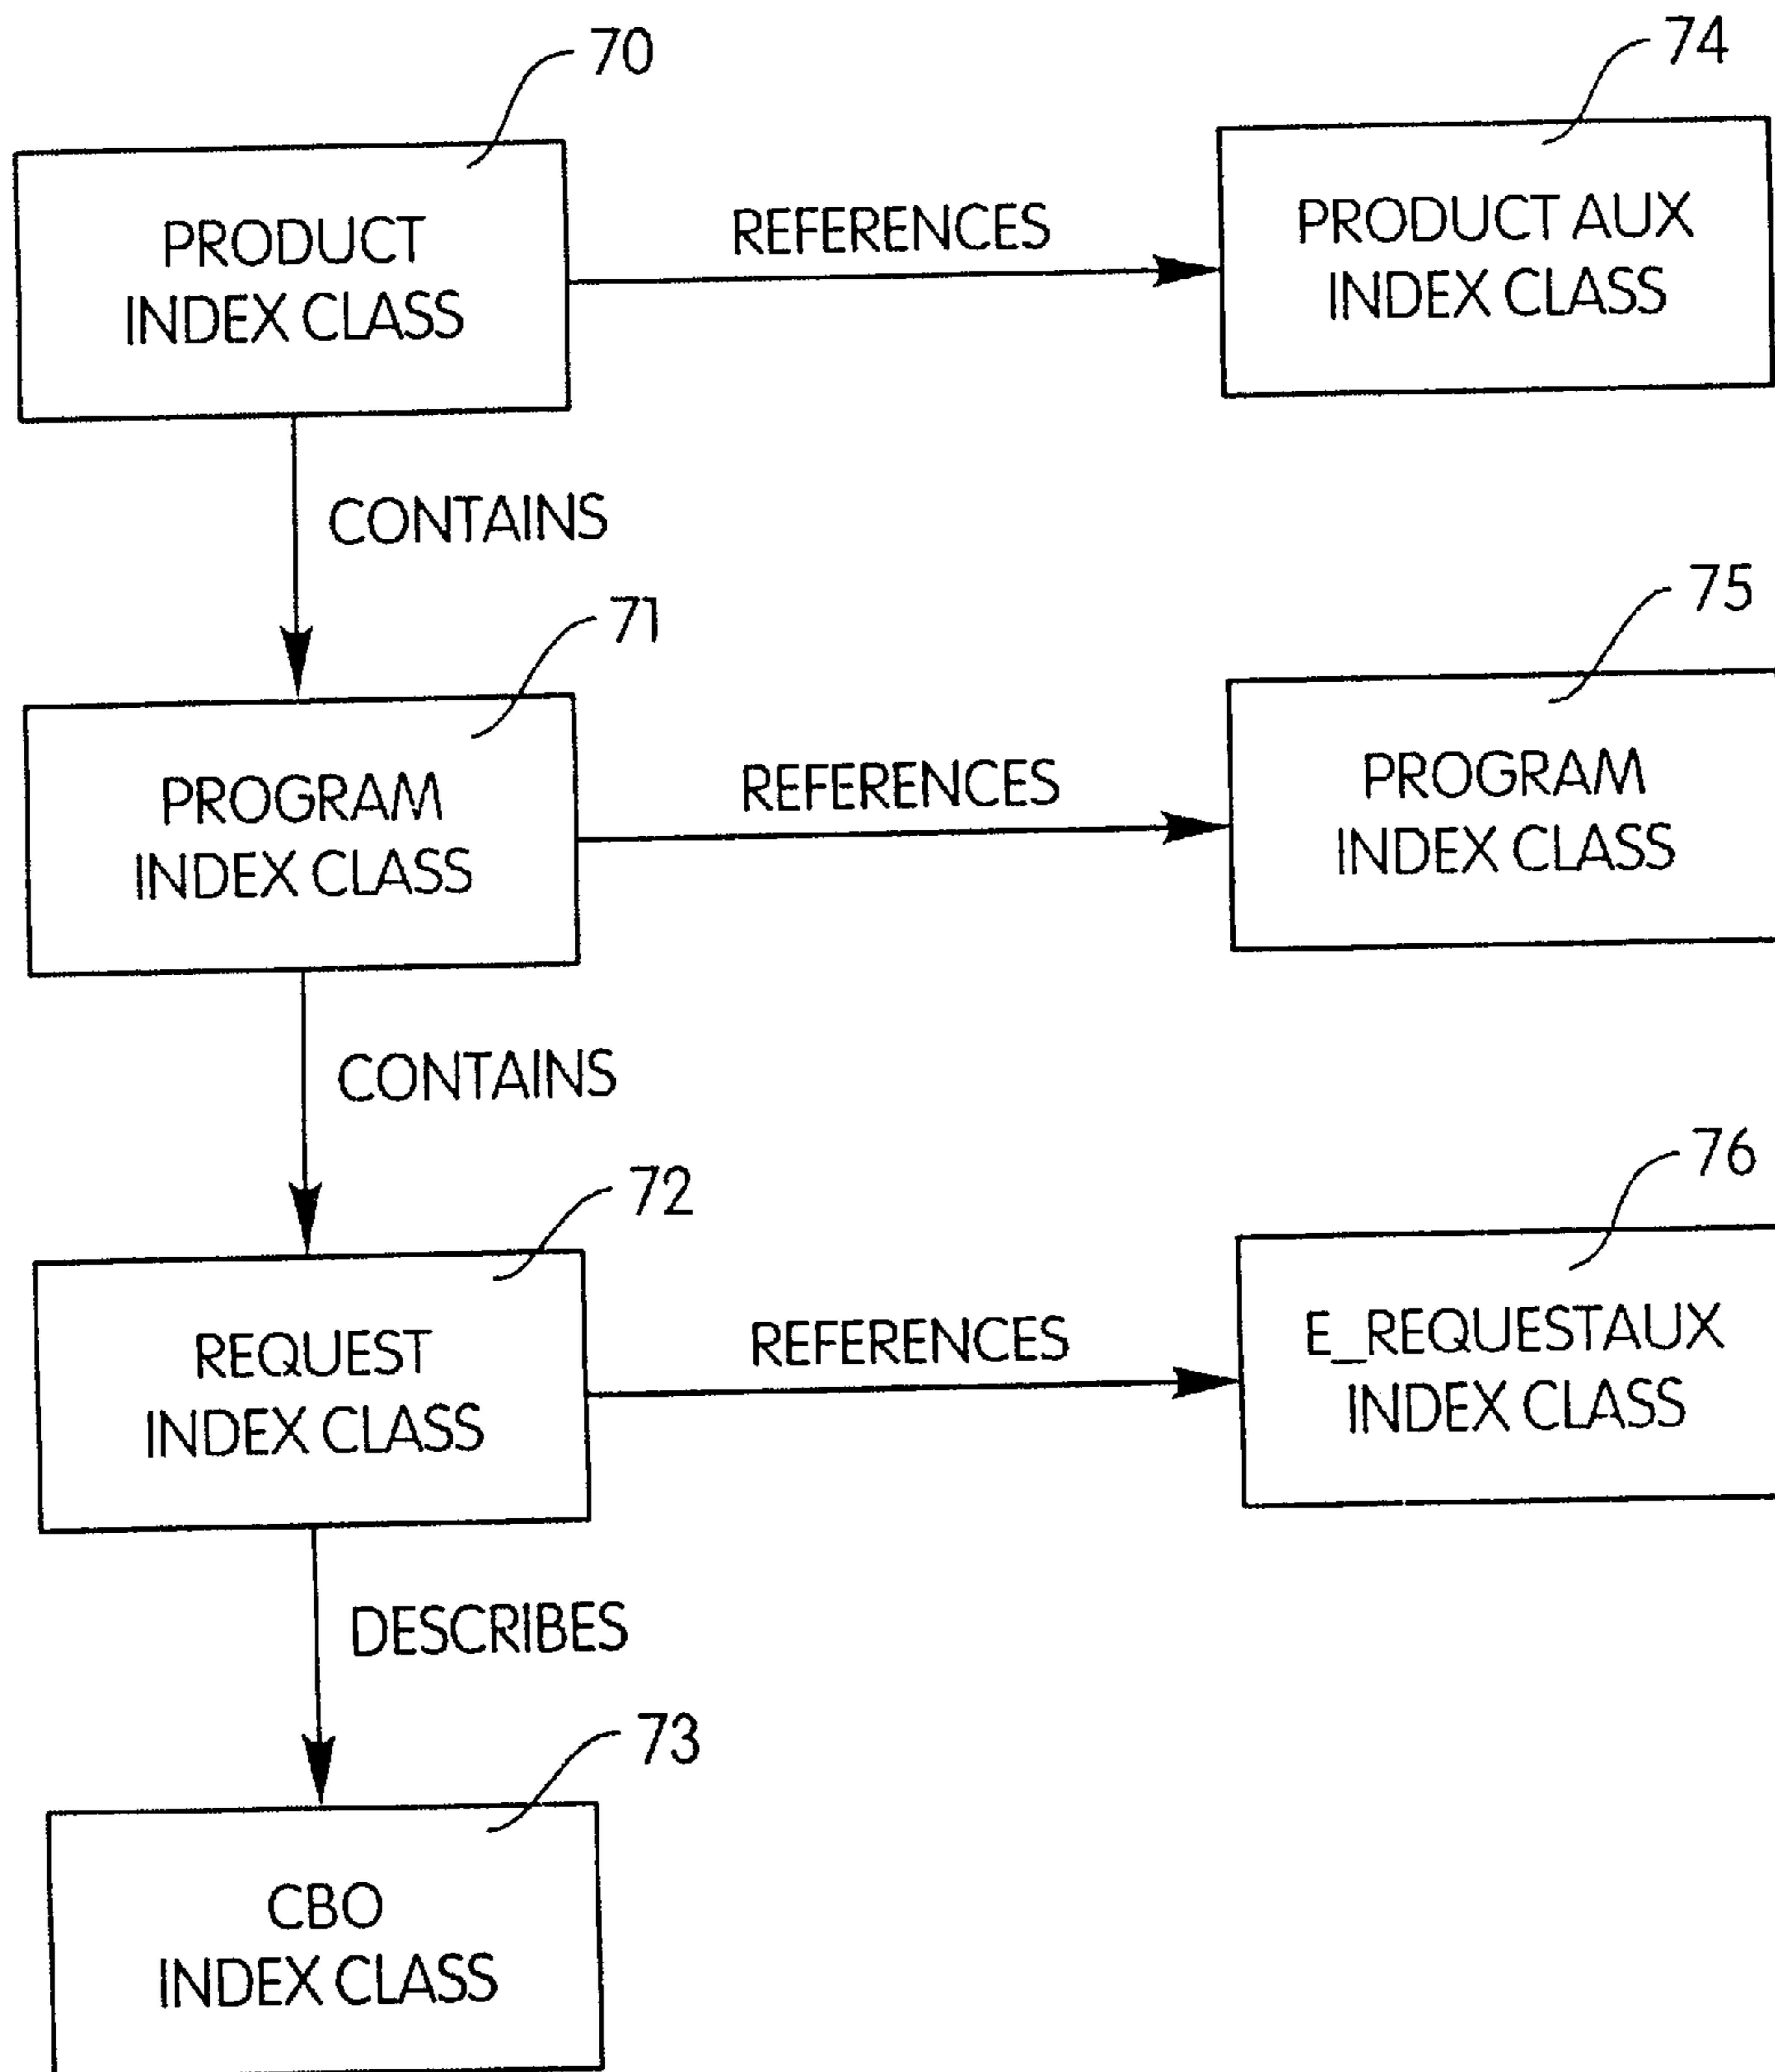 70
74
PRODUCT
INDEX CLASS
REFERENCES
PRODUCT AUX
INDEX CLASS
CONTAINS
71
75
PROGRAM
INDEX CLASS
REFERENCES
PROGRAM
INDEX CLASS
CONTAINS
72
76
REQUEST
INDEX CLASS
REFERENCES
E_REQUESTAUX
INDEX CLASS
DESCRIBES
73
CBO
INDEX CLASS